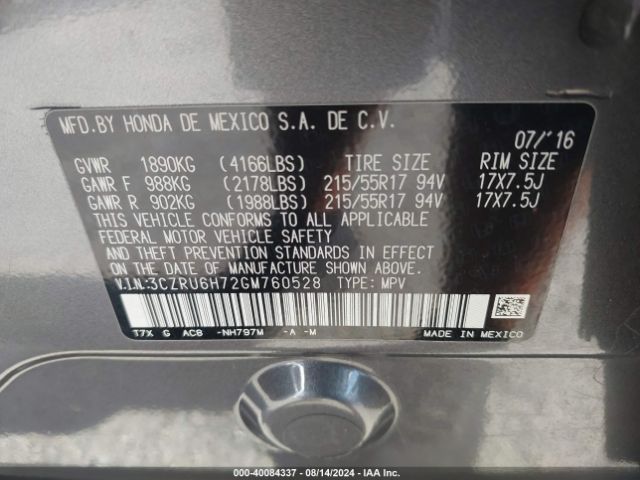 MFD.BY HONDA DE MEXICO S.A. DE C.V.
07/'16
GVWR 1890KG (4166LBS) TIRE SIZE RIM SIZE
GAWR F 988KG (2178LBS) 215/55R17 94V 17X7.5J
GAWR R 902KG (1988LBS) 215/55R17 94V 17X7.5J
THIS VEHICLE CONFORMS TO ALL APPLICABLE
FEDERAL MOTOR VEHICLE SAFETY
AND THEFT PREVENTION STANDARDS IN EFFECT
ON THE DATE OF MANUFACTURE SHOWN ABOVE.
V.I.N:3CZRU6H72GM760528 TYPE: MPV
T7X G AC8 -NH797M -A -M MADE IN MEXICO
000-40084337 - 08/14/2024 - IAA Inc.